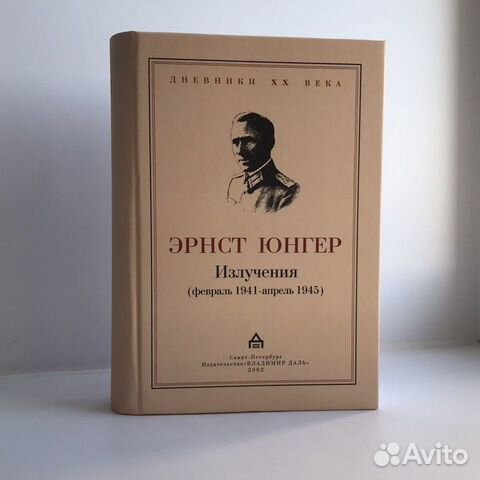 ДНЕВНИКИ XX ВЕКА
ЭРНСТ ЮНГЕР
Излучения
(февраль 1941-апрель 1945)
Санкт-Петербург
Издательство «ВЛАДИМИР ДАЛЬ»
2002
Avito